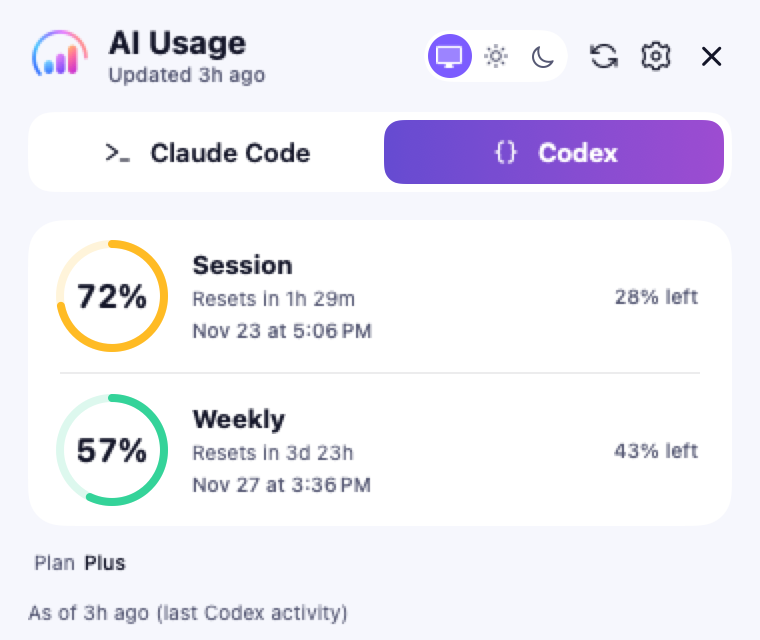 AI Usage
Updated 3h ago
>_ Claude Code
{} Codex
72%
Session
Resets in 1h 29m
Nov 23 at 5:06 PM
28% left
57%
Weekly
Resets in 3d 23h
Nov 27 at 3:36 PM
43% left
Plan Plus
As of 3h ago (last Codex activity)